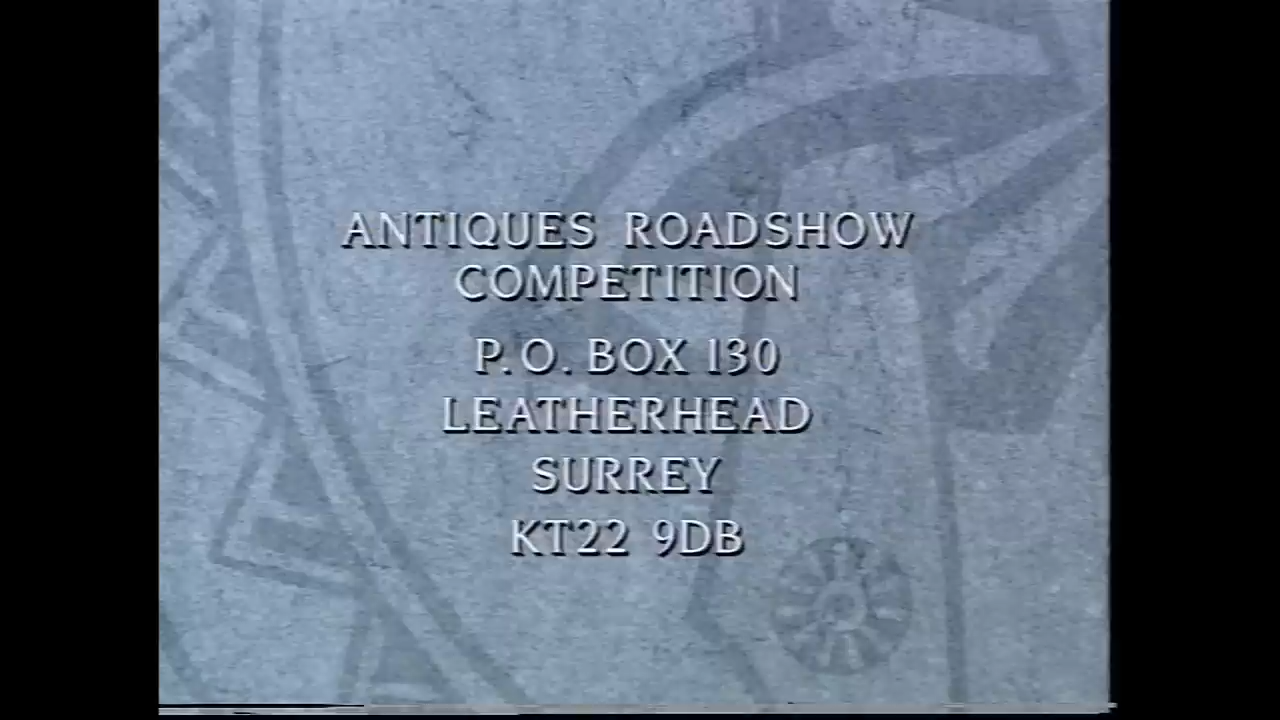 ANTIQUES ROADSHOW
COMPETITION
P.O. BOX 130
LEATHERHEAD
SURREY
KT22 9DB